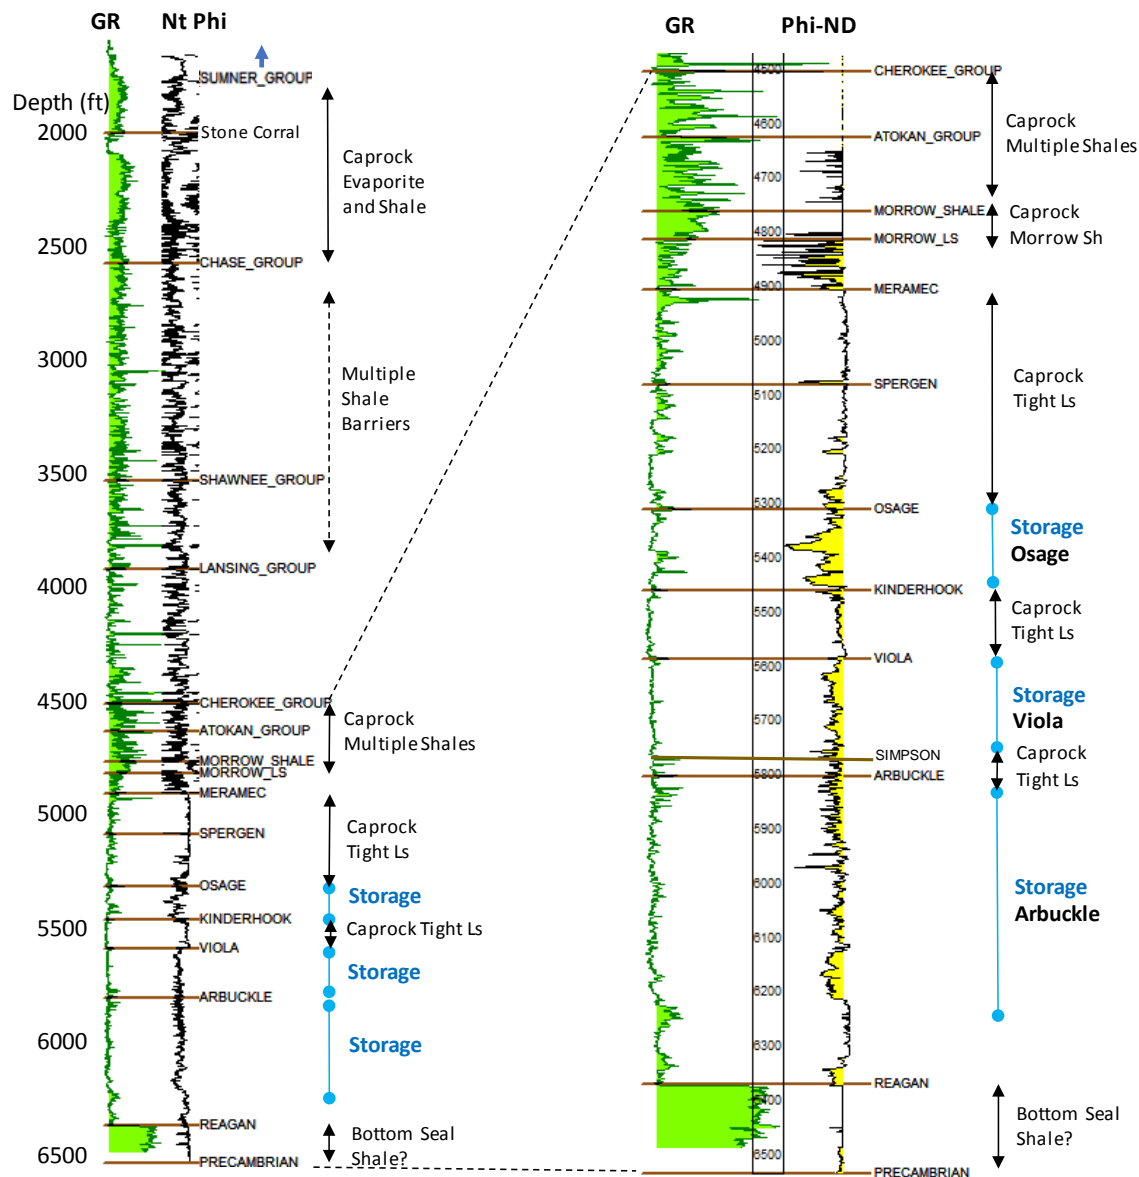 GR
Nt Phi
SUMNER_GROUP
Depth (ft)
2000
Stone Corral
Caprock
Evaporite
and Shale
2500
CHASE_GROUP
3000
Multiple
Shale
Barriers
3500
SHAWNEE_GROUP
LANSING_GROUP
4000
4500
CHEROKEE_GROUP
ATOKAN_GROUP
Caprock
Multiple Shales
MORROW_SHALE
MORROW_LS
MERAMEC
5000
SPERGEN
Caprock
Tight Ls
OSAGE
Storage
KINDERHOOK
5500
Caprock Tight Ls
VIOLA
Storage
ARBUCKLE
6000
Storage
REAGAN
Bottom Seal
Shale?
6500
PRECAMBRIAN
GR
Phi-ND
4500
CHEROKEE_GROUP
Caprock
Multiple Shales
4600
ATOKAN_GROUP
4700
MORROW_SHALE
Caprock
Morrow Sh
4800
MORROW_LS
4900
MERAMEC
5000
Caprock
Tight Ls
SPERGEN
5100
5200
5300
OSAGE
Storage
Osage
5400
KINDERHOOK
5500
Caprock
Tight Ls
VIOLA
5600
Storage
Viola
5700
SIMPSON
Caprock
Tight Ls
5800
ARBUCKLE
5900
6000
Storage
Arbuckle
6100
6200
6300
REAGAN
6400
Bottom Seal
Shale?
6500
PRECAMBRIAN